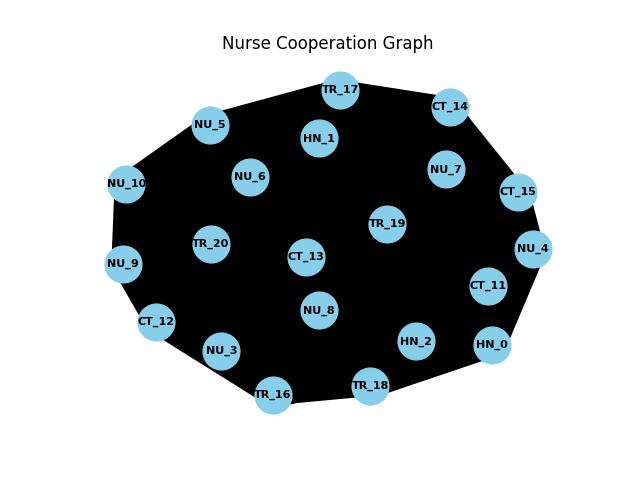 Nurse Cooperation Graph
TR_17
CT_14
NU_5
HN_1
NU_7
NU_6
NU_10
CT_15
TR_19
TR_20
NU_4
CT_13
NU_9
CT_11
NU_8
CT_12
HN_2
HN_0
NU_3
TR_18
TR_16